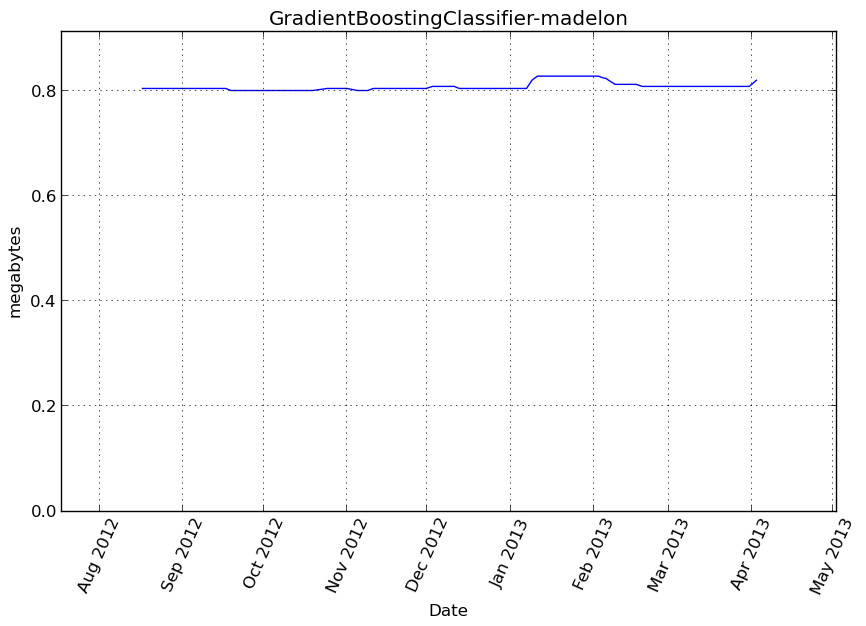 GradientBoostingClassifier-madelon
0.8
0.6
0.4
0.2
0.0
megabytes
Aug 2012
Sep 2012
Oct 2012
Nov 2012
Dec 2012
Jan 2013
Feb 2013
Mar 2013
Apr 2013
May 2013
Date